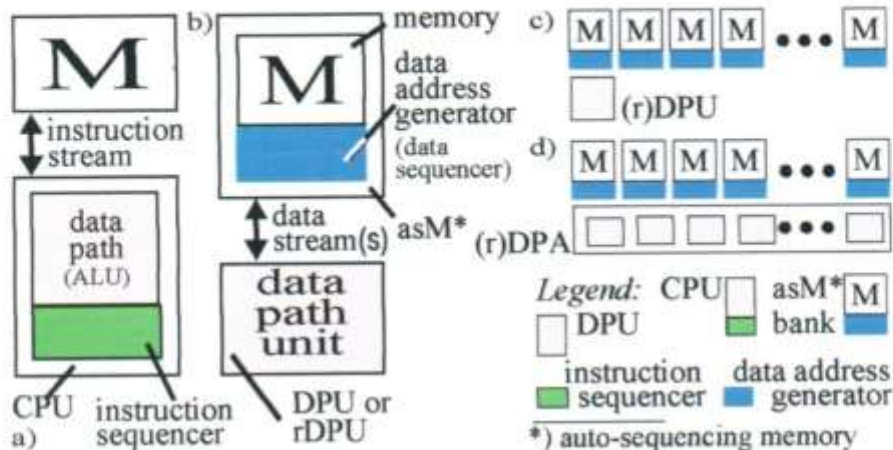 M
instruction
stream
data
path
(ALU)
CPU
instruction
sequencer
a)
b)
M
memory
data
address
generator
(data
sequencer)
asM*
data
stream(s)
data
path
unit
DPU or
rDPU
c)
M M M M ••• M
(r)DPU
d)
M M M M ••• M
(r)DPA
•••
Legend:
DPU
CPU
asM*
bank
M
instruction
sequencer
data address
generator
*) auto-sequencing memory